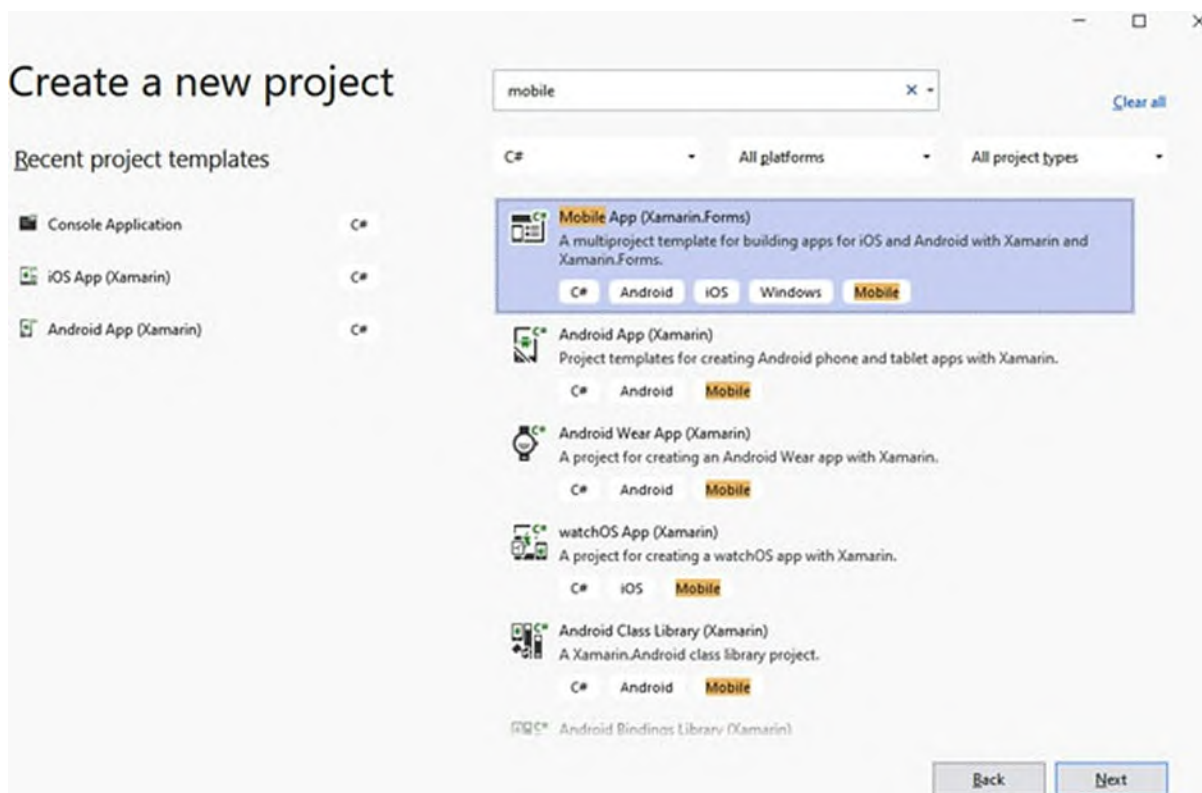 Create a new project
Recent project templates
Console Application C#
iOS App (Xamarin) C#
Android App (Xamarin) C#
mobile
Clear all
C# All platforms All project types
Mobile App (Xamarin.Forms)
A multiproject template for building apps for iOS and Android with Xamarin and
Xamarin.Forms.
C# Android iOS Windows Mobile
Android App (Xamarin)
Project templates for creating Android phone and tablet apps with Xamarin.
C# Android Mobile
Android Wear App (Xamarin)
A project for creating an Android Wear app with Xamarin.
C# Android Mobile
watchOS App (Xamarin)
A project for creating a watchOS app with Xamarin.
C# iOS Mobile
Android Class Library (Xamarin)
A Xamarin.Android class library project.
C# Android Mobile
Android Bindings Library (Xamarin)
Back Next